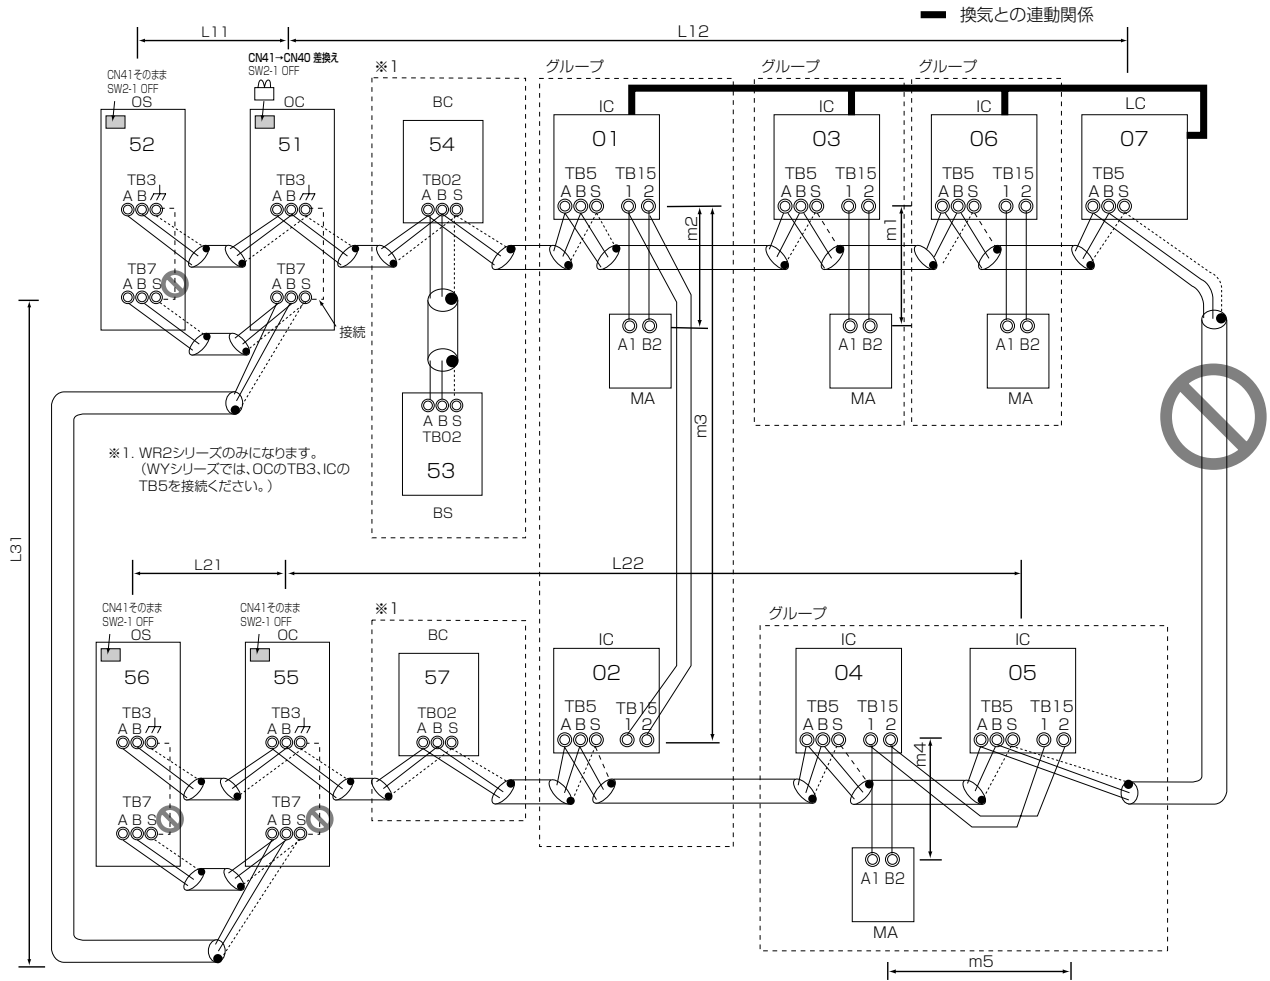 換気との連動関係
L11
L12
CN41そのまま
SW2-1 OFF
CN41→CN40 差換え
SW2-1 OFF
※1
グループ
グループ
グループ
OS
OC
BC
IC
IC
IC
LC
52
51
54
01
03
06
07
TB3
TB3
TB02
TB5 TB15
TB5 TB15
TB5 TB15
TB5
A B
A B
A B S
A B S 1 2
A B S 1 2
A B S 1 2
A B S
m2
m1
TB7
TB7
A B S
A B S
接続
A1 B2
A1 B2
A1 B2
MA
MA
MA
m3
A B S
TB02
53
BS
※1. WR2シリーズのみになります。
（WYシリーズでは、OCのTB3、ICの
TB5を接続ください。）
L31
L21
L22
CN41そのまま
SW2-1 OFF
CN41そのまま
SW2-1 OFF
※1
グループ
OS
OC
BC
IC
IC
IC
56
55
57
02
04
05
TB3
TB3
TB02
TB5 TB15
TB5 TB15
TB5 TB15
A B
A B
A B S
A B S 1 2
A B S 1 2
A B S 1 2
m4
TB7
TB7
A B S
A B S
A1 B2
MA
m5